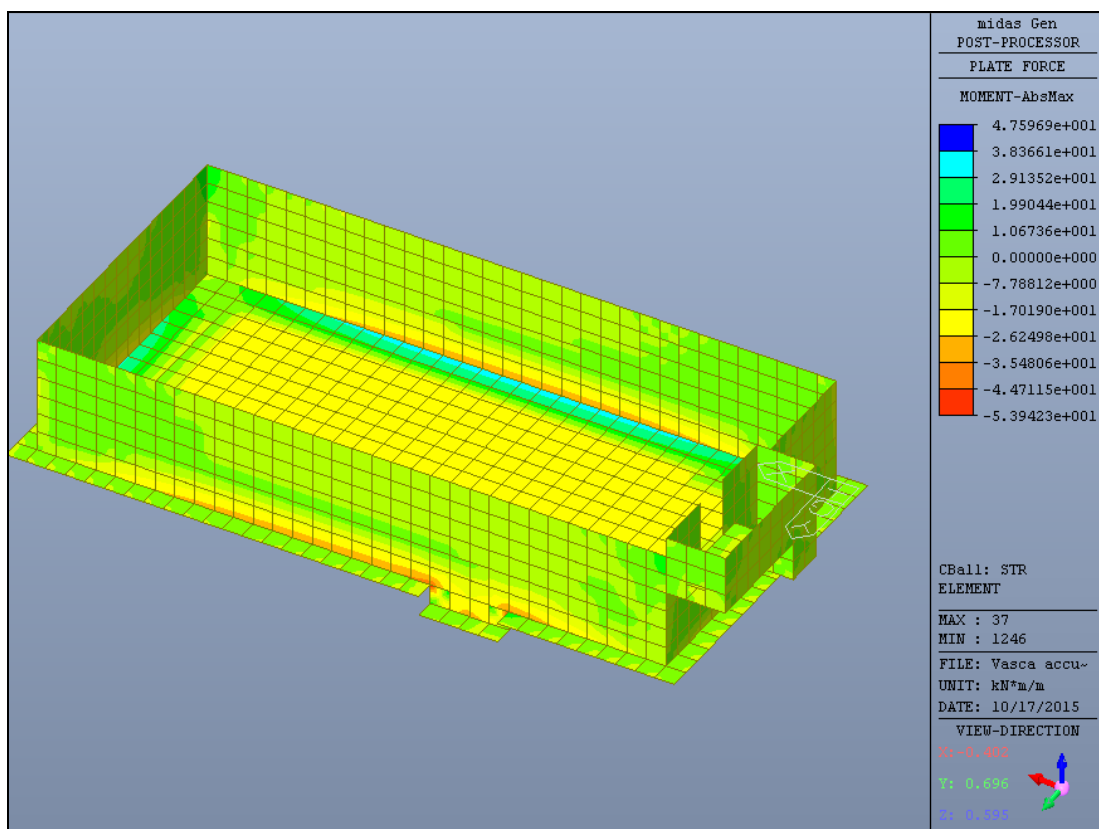 midas Gen
POST-PROCESSOR
PLATE FORCE
MOMENT-AbsMax
4.75969e+001
3.83661e+001
2.91352e+001
1.99044e+001
1.06736e+001
0.00000e+000
-7.78812e+000
-1.70190e+001
-2.62498e+001
-3.54806e+001
-4.47115e+001
-5.39423e+001
CBall: STR
ELEMENT
MAX : 37
MIN : 1246
FILE: Vasca accu~
UNIT: kN*m/m
DATE: 10/17/2015
VIEW-DIRECTION
Y: 0.696
Z: 0.595